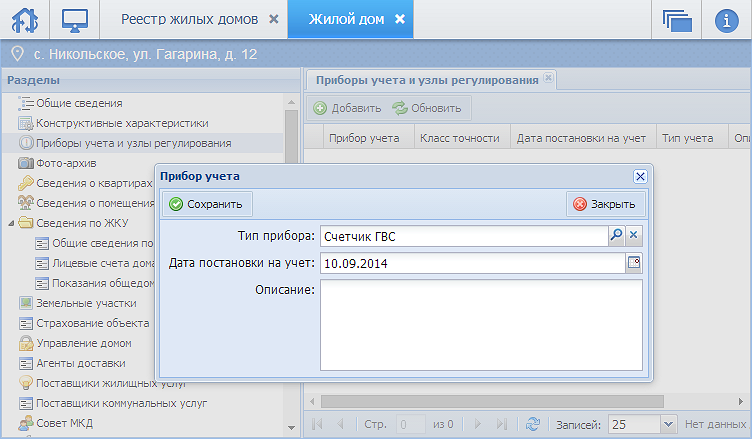 Реестр жилых домов
Жилой дом
с. Никольское, ул. Гагарина, д. 12
Разделы
Общие сведения
Конструктивные характеристики
Приборы учета и узлы регулирования
Фото-архив
Сведения о квартирах
Сведения о помещения
Сведения по ЖКУ
Общие сведения по
Лицевые счета дома
Показания общедом
Земельные участки
Страхование объекта
Управление домом
Агенты доставки
Поставщики жилищных услуг
Поставщики коммунальных услуг
Совет МКД
Приборы учета и узлы регулирования
Добавить Обновить
Прибор учета Класс точности Дата постановки на учет Тип учета Опи
Прибор учета
Сохранить Закрыть
Тип прибора: Счетчик ГВС
Дата постановки на учет: 10.09.2014
Описание:
Стр. 0 из 0 Записей: 25 Нет данных